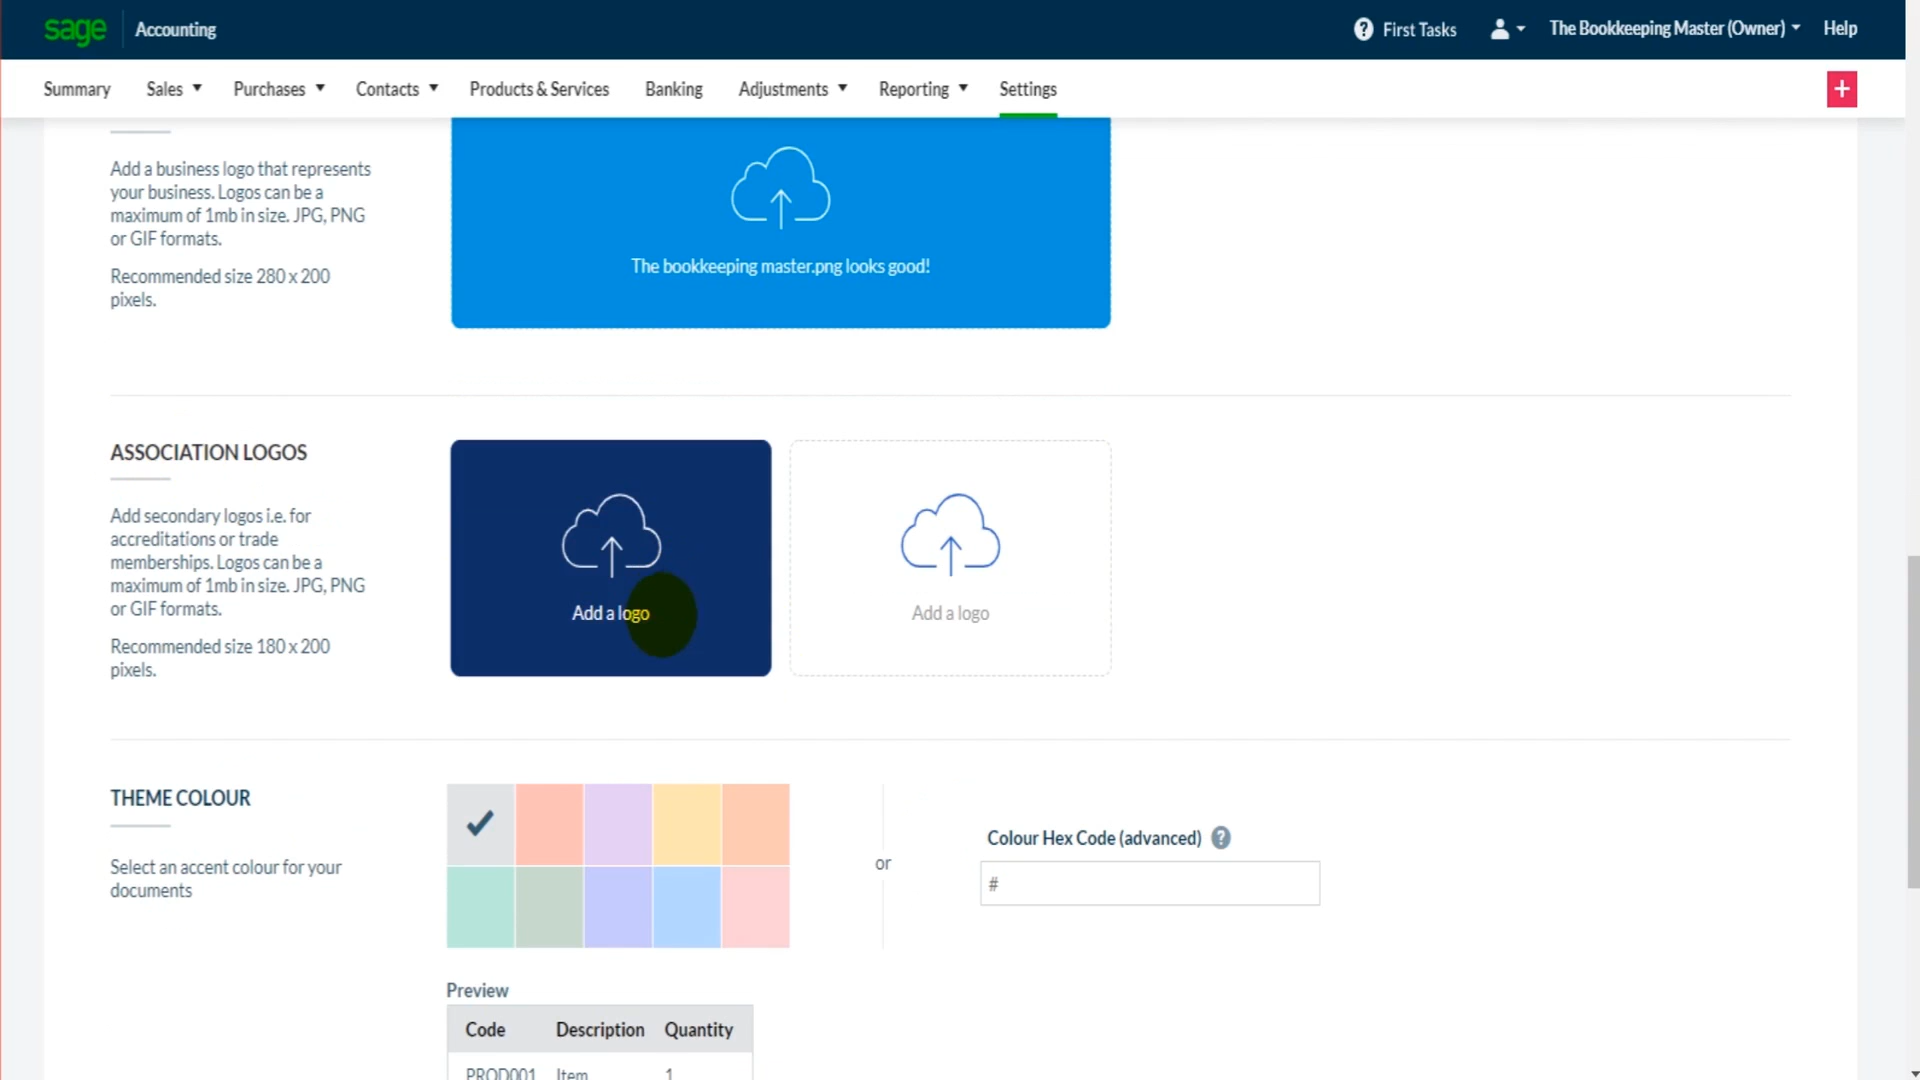 sage
Accounting
First Tasks
The Bookkeeping Master (Owner)
Help
Summary
Sales
Purchases
Contacts
Products & Services
Banking
Adjustments
Reporting
Settings
Add a business logo that represents
your business. Logos can be a
maximum of 1mb in size. JPG, PNG
or GIF formats.
Recommended size 280 x 200
pixels.
The bookkeeping master.png looks good!
ASSOCIATION LOGOS
Add secondary logos i.e. for
accreditations or trade
memberships. Logos can be a
maximum of 1mb in size. JPG, PNG
or GIF formats.
Recommended size 180 x 200
pixels.
Add a logo
Add a logo
THEME COLOUR
Select an accent colour for your
documents
or
Colour Hex Code (advanced) ?
#
Preview
Code Description Quantity
PROD001 Item 1